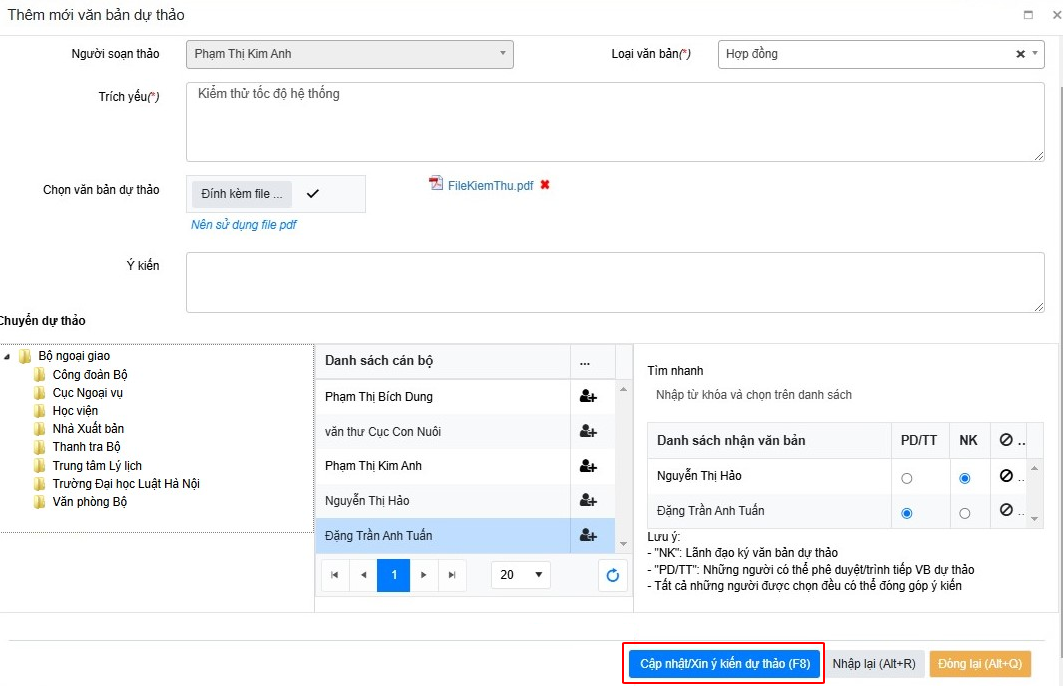 Thêm mới văn bản dự thảo
Người soạn thảo
Phạm Thị Kim Anh
Loại văn bản(*)
Hợp đồng
Trích yếu(*)
Kiểm thử tốc độ hệ thống
Chọn văn bản dự thảo
Đính kèm file ...
FileKiemThu.pdf
Nên sử dụng file pdf
Ý kiến
Chuyển dự thảo
Bộ ngoại giao
Công đoàn Bộ
Cục Ngoại vụ
Học viện
Nhà Xuất bản
Thanh tra Bộ
Trung tâm Lý lịch
Trường Đại học Luật Hà Nội
Văn phòng Bộ
Danh sách cán bộ ...
Phạm Thị Bích Dung
văn thư Cục Con Nuôi
Phạm Thị Kim Anh
Nguyễn Thị Hảo
Đặng Trần Anh Tuấn
1
20
Tìm nhanh
Nhập từ khóa và chọn trên danh sách
Danh sách nhận văn bản PD/TT NK ..
Nguyễn Thị Hảo ..
Đặng Trần Anh Tuấn ..
Lưu ý:
- "NK": Lãnh đạo ký văn bản dự thảo
- "PD/TT": Những người có thể phê duyệt/trình tiếp VB dự thảo
- Tất cả những người được chọn đều có thể đóng góp ý kiến
Cập nhật/Xin ý kiến dự thảo (F8)
Nhập lại (Alt+R)
Đóng lại (Alt+Q)